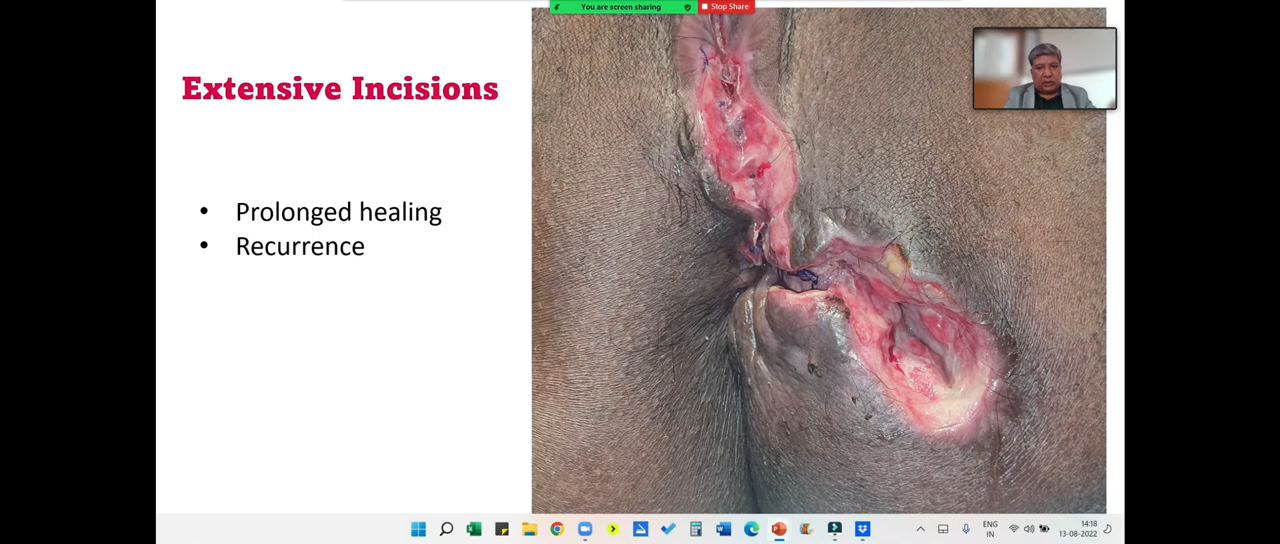 You are screen sharing
Stop Share
Extensive Incisions
• Prolonged healing
• Recurrence
ENG
IN
14:18
13-08-2022